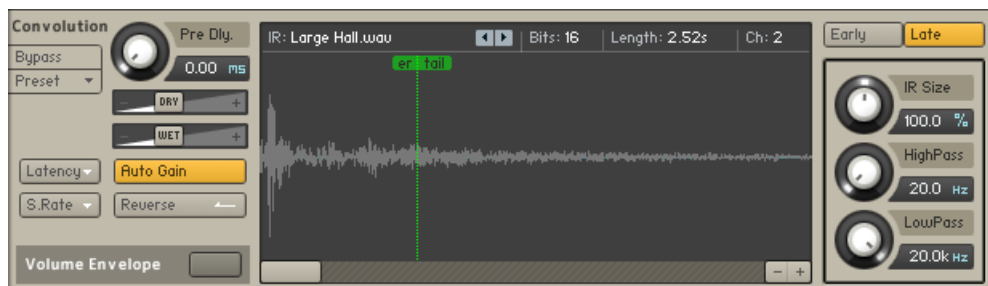 Convolution
Bypass
Preset
Pre Dly.
0.00 ms
DRY
WET
Latency
Auto Gain
S.Rate
Reverse
Volume Envelope
IR: Large Hall.wav
Bits: 16
Length: 2.52s
Ch: 2
er tail
Early
Late
IR Size
100.0 %
HighPass
20.0 Hz
LowPass
20.0k Hz